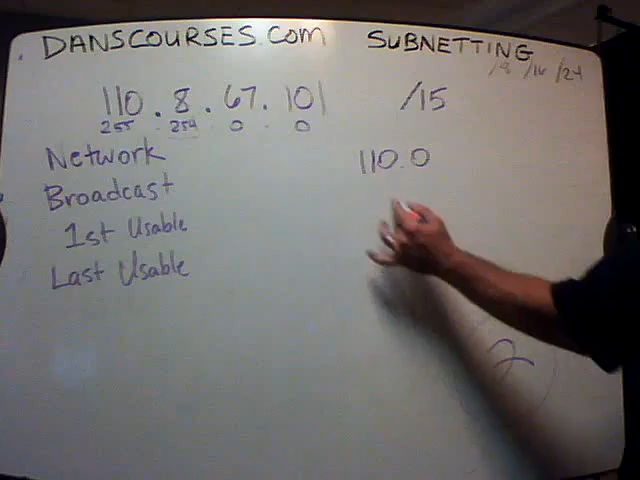 DANSCOURSES.COM SUBNETTING
/8 /16 /24
110.8.67.101 /15
255.254.0.0
Network 110.0
Broadcast
1st Usable
Last Usable
2